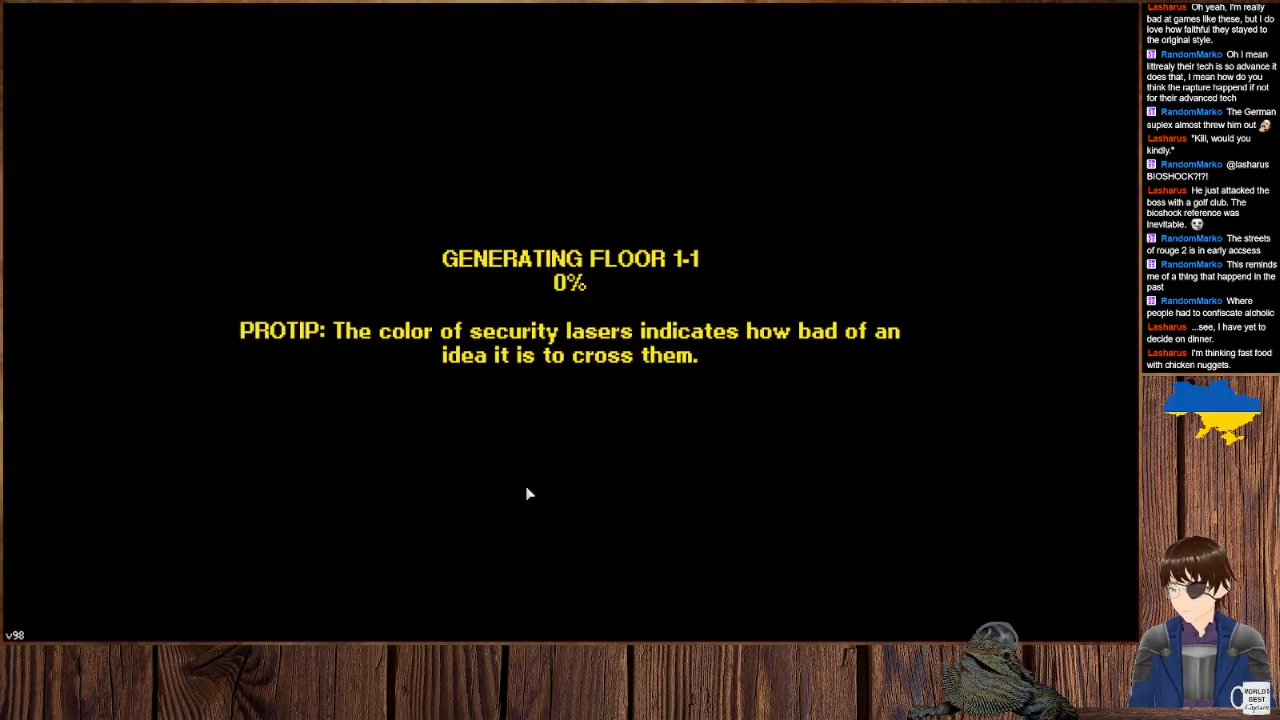 GENERATING FLOOR 1-1
0%
PROTIP: The color of security lasers indicates how bad of an
idea it is to cross them.
v98
Lasharus Oh yeah, I'm really
bad at games like these, but I do
love how faithful they stayed to
the original style.
RandomMarko Oh I mean
littrealy their tech is so advance it
does that, I mean how do you
think the rapture happend if not
for their advanced tech
RandomMarko The German
suplex almost threw him out
Lasharus "Kill, would you
kindly."
RandomMarko @lasharus
BIOSHOCK?!?!
Lasharus He just attacked the
boss with a golf club. The
bioshock reference was
inevitable.
RandomMarko The streets
of rouge 2 is in early accsess
RandomMarko This reminds
me of a thing that happend in the
past
RandomMarko Where
people had to confiscate alcholic
Lasharus ...see, I have yet to
decide on dinner.
Lasharus I'm thinking fast food
with chicken nuggets.
WORLD'S
BEST
Captain